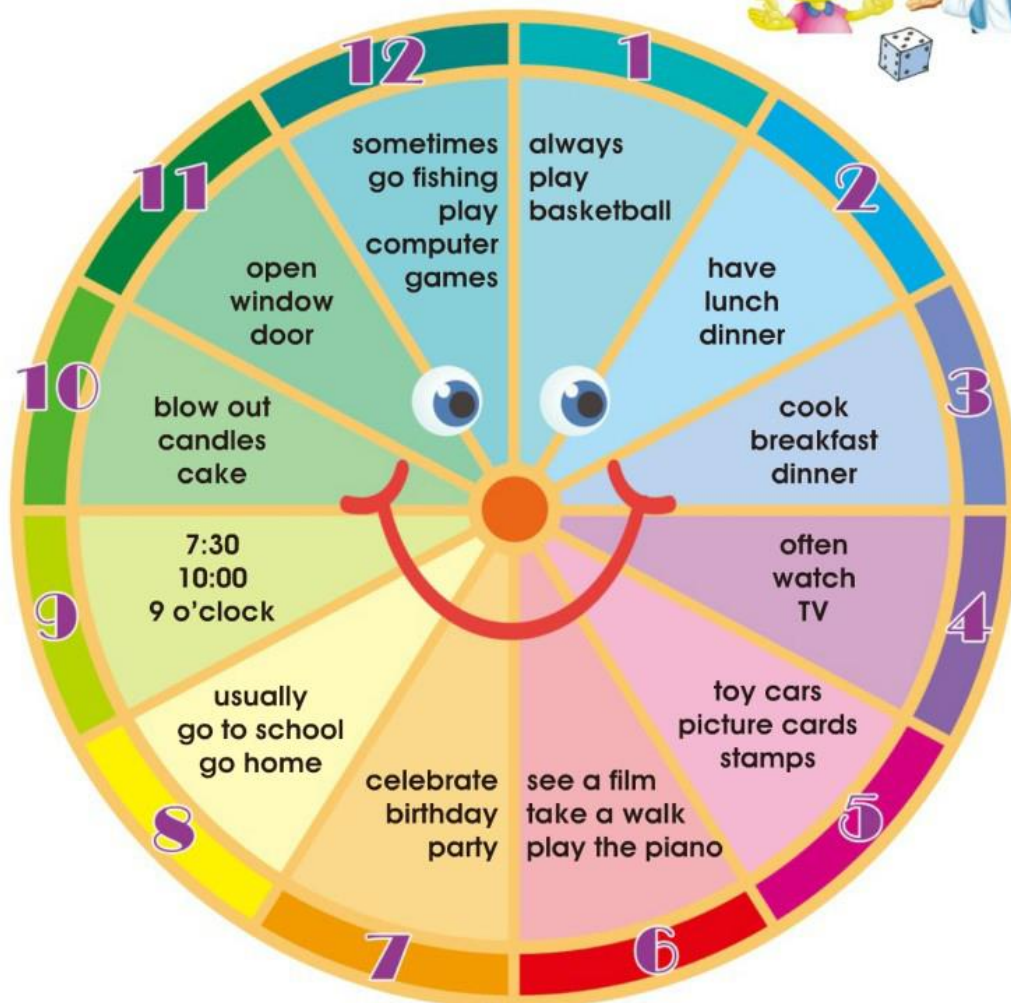 1
always
play
basketball
2
have
lunch
dinner
3
cook
breakfast
dinner
4
often
watch
TV
5
toy cars
picture cards
stamps
6
see a film
take a walk
play the piano
7
celebrate
birthday
party
8
usually
go to school
go home
9
7:30
10:00
9 o'clock
10
blow out
candles
cake
11
open
window
door
12
sometimes
go fishing
play
computer
games